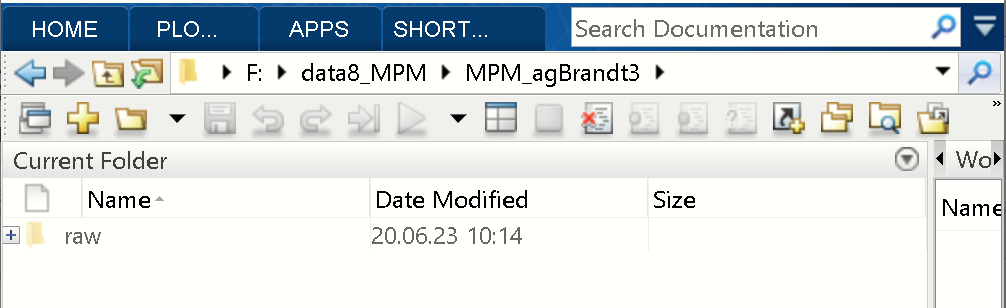 HOME PLO... APPS SHORT... Search Documentation
F: data8_MPM MPM_agBrandt3
Current Folder Wo
Name Date Modified Size Name
raw 20.06.23 10:14